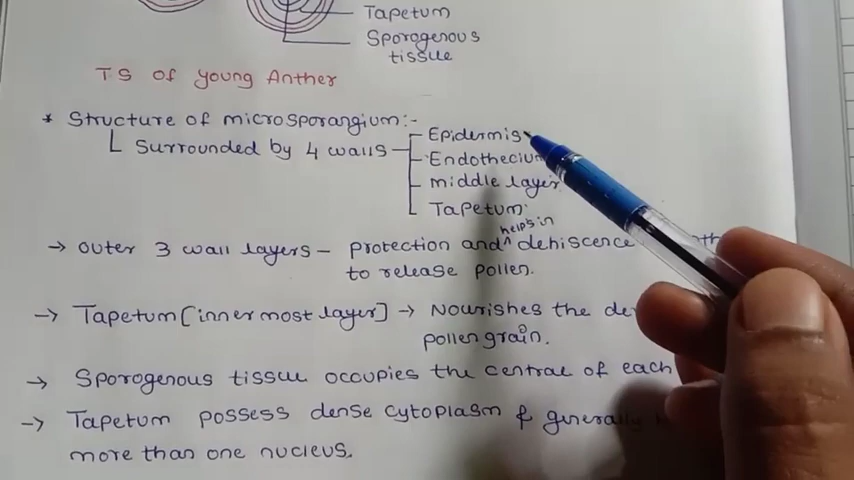 Tapetum
Sporogenous
tissue
TS of young Anther
* Structure of microsporangium:-
Surrounded by 4 walls
Epidermis
Endothecium
middle layer
Tapetum.
→ outer 3 wall layers - protection and helps in dehiscence
to release pollen.
→ Tapetum [inner most layer] → Nourishes the
pollen grain.
→ Sporogenous tissue occupies the central of each
→ Tapetum possess dense cytoplasm & generally
more than one nucleus.